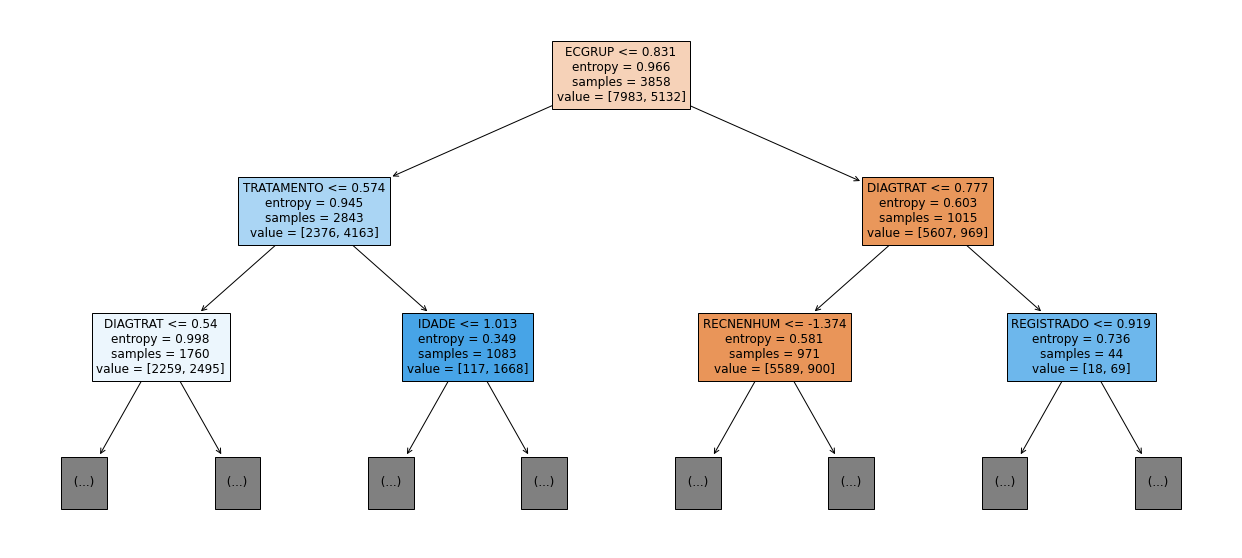 ECGRUP <= 0.831
entropy = 0.966
samples = 3858
value = [7983, 5132]
TRATAMENTO <= 0.574
entropy = 0.945
samples = 2843
value = [2376, 4163]
DIAGTRAT <= 0.777
entropy = 0.603
samples = 1015
value = [5607, 969]
DIAGTRAT <= 0.54
entropy = 0.998
samples = 1760
value = [2259, 2495]
IDADE <= 1.013
entropy = 0.349
samples = 1083
value = [117, 1668]
RECNENHUM <= -1.374
entropy = 0.581
samples = 971
value = [5589, 900]
REGISTRADO <= 0.919
entropy = 0.736
samples = 44
value = [18, 69]
(...)
(...)
(...)
(...)
(...)
(...)
(...)
(...)